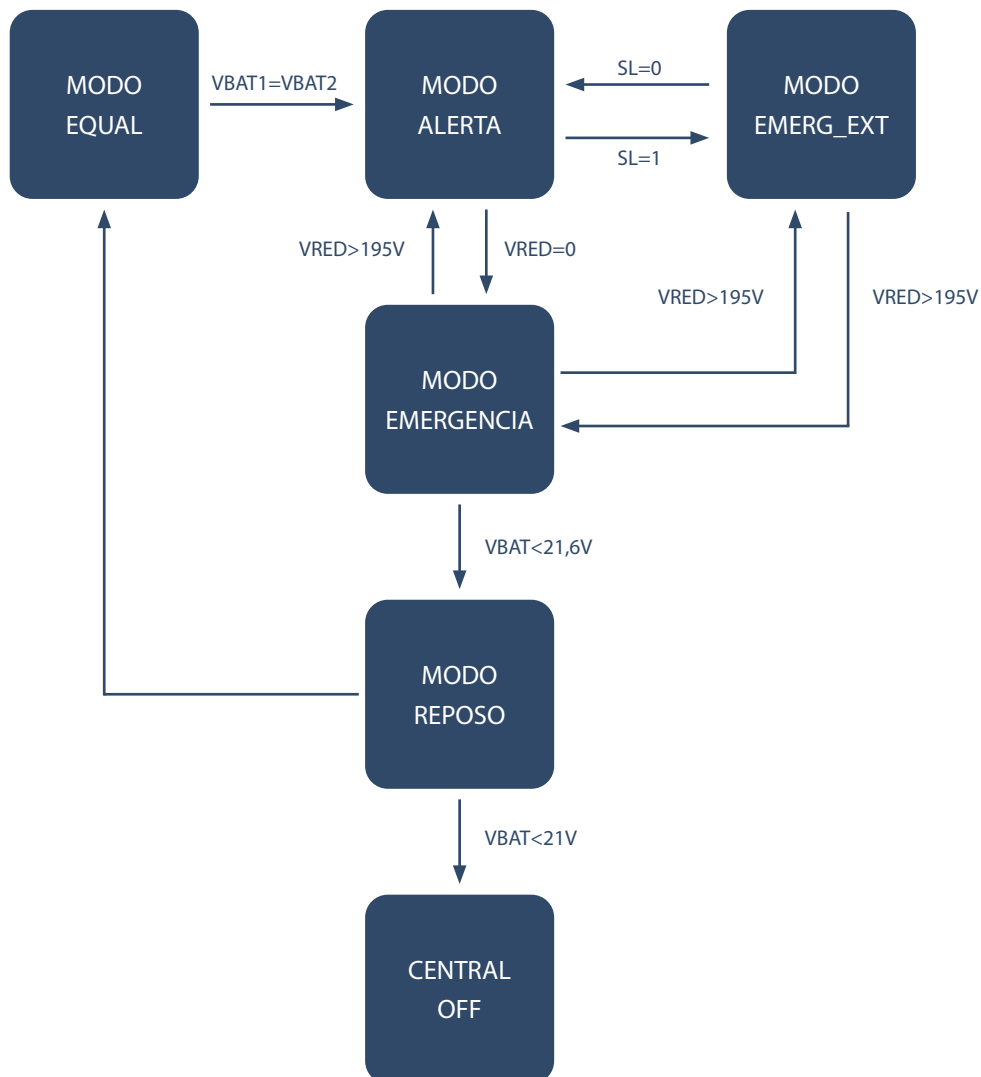 MODO
EQUAL
VBAT1=VBAT2
MODO
ALERTA
SL=0
SL=1
MODO
EMERG_EXT
VRED>195V
VRED=0
VRED>195V
VRED>195V
MODO
EMERGENCIA
VBAT<21,6V
MODO
REPOSO
VBAT<21V
CENTRAL
OFF